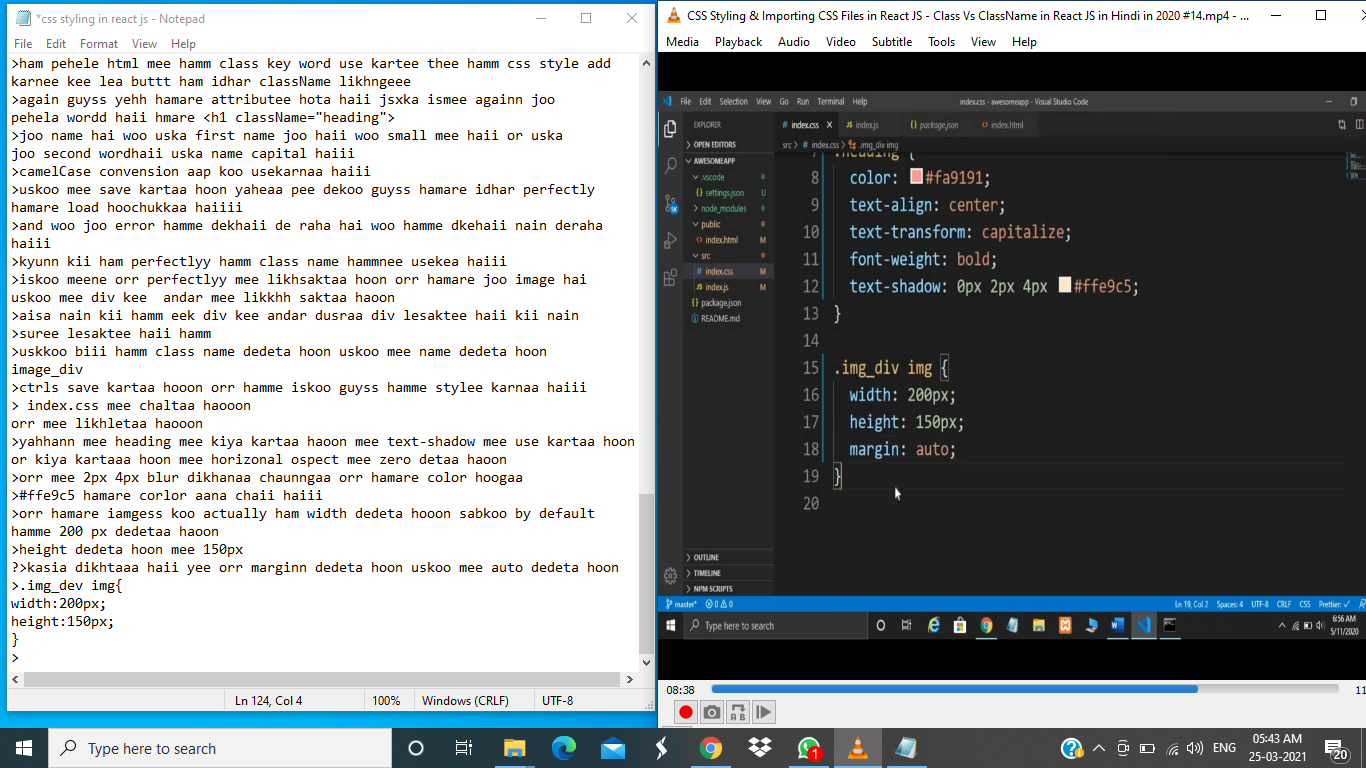 *css styling in react js - Notepad
File Edit Format View Help
>ham pehele html mee hamm class key word use kartee thee hamm css style add
karnee kee lea buttt ham idhar className likhngeee
>again guyss yehh hamare attributee hota haii jsxka ismee againn joo
pehela wordd haii hmare <h1 className="heading">
>joo name hai woo uska first name joo haii woo small mee haii or uska
joo second wordhaii uska name capital haiii
>camelCase convension aap koo usekarnaa haiii
>uskoo mee save kartaa hoon yaheaa pee dekoo guyss hamare idhar perfectly
hamare load hoochukkaa haiiii
>and woo joo error hamme dekhaii de raha hai woo hamme dkehaii nain deraha
haiii
>kyunn kii ham perfectlyy hamm class name hammnee usekea haiii
>iskoo meene orr perfectlyy mee likhsaktaa hoon orr hamare joo image hai
uskoo mee div kee  andar mee likkhh saktaa haoon
>aisa nain kii hamm eek div kee andar dusraa div lesaktee haii kii nain
>suree lesaktee haii hamm
>uskkoo biii hamm class name dedeta hoon uskoo mee name dedeta hoon
image_div
>ctrls save kartaa hooon orr hamme iskoo guyss hamme stylee karnaa haiii
> index.css mee chaltaa haooon
orr mee likhletaa haooon
>yahhann mee heading mee kiya kartaa haoon mee text-shadow mee use kartaa hoon
or kiya kartaaa hoon mee horizonal ospect mee zero detaa haoon
>orr mee 2px 4px blur dikhanaa chaunngaa orr hamare color hoogaa
>#ffe9c5 hamare corlor aana chaii haiii
>orr hamare iamgess koo actually ham width dedeta hooon sabkoo by default
hamme 200 px dedetaa haoon
>height dedeta hoon mee 150px
?>kasia dikhtaaa haii yee orr marginn dedeta hoon uskoo mee auto dedeta hoon
>.img_dev img{
width:200px;
height:150px;
}
>
Ln 124, Col 4 100% Windows (CRLF) UTF-8
CSS Styling & Importing CSS Files in React JS - Class Vs ClassName in React JS in Hindi in 2020 #14.mp4 - ...
Media Playback Audio Video Subtitle Tools View Help
File Edit Selection View Go Run Terminal Help index.css - awesomeapp - Visual Studio Code
EXPLORER
OPEN EDITORS
AWESOMEAPP
.vscode
settings.json U
node_modules
public
index.html M
src
index.css M
index.js M
package.json
README.md
OUTLINE
TIMELINE
NPM SCRIPTS
index.css index.js package.json index.html
src > index.css > .img_div img
.heading {
8 color: #fa9191;
9 text-align: center;
10 text-transform: capitalize;
11 font-weight: bold;
12 text-shadow: 0px 2px 4px #ffe9c5;
13 }
14
15 .img_div img {
16 width: 200px;
17 height: 150px;
18 margin: auto;
19 }
20
master* 0 0 Ln 19, Col 2 Spaces: 4 UTF-8 CRLF CSS Prettier: ✓
Type here to search
6:56 AM
5/11/2020
08:38 11
A B
Type here to search
1
ENG
05:43 AM
25-03-2021
20